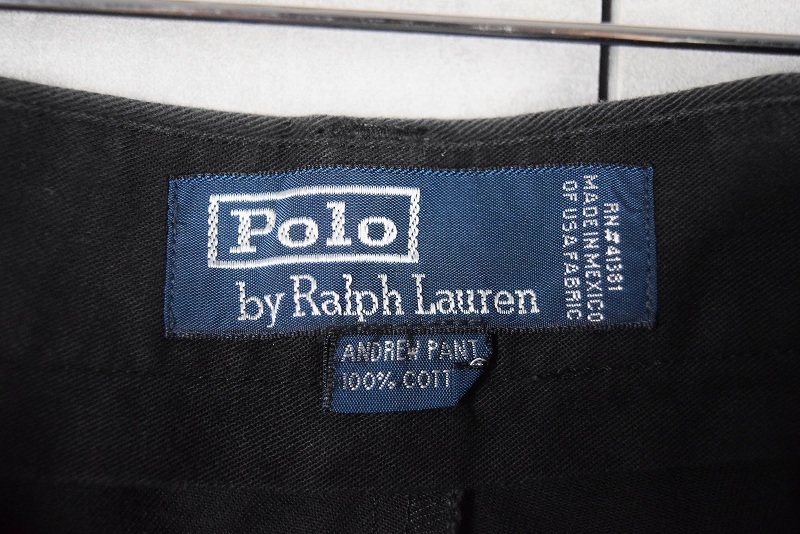 Polo
by Ralph Lauren
RN#41381
MADE IN MEXICO
OF USA FABRIC
ANDREW PANT
100% COTT